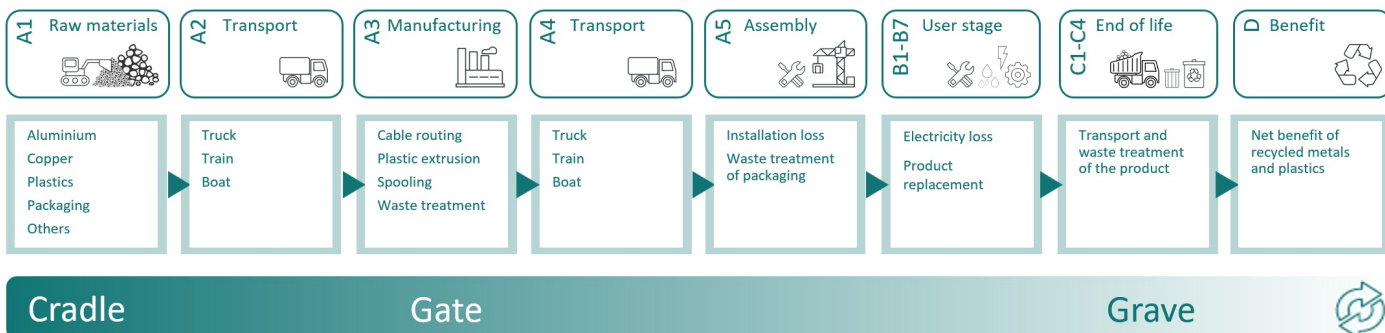 A1 Raw materials
A2 Transport
A3 Manufacturing
A4 Transport
A5 Assembly
B1-B7 User stage
C1-C4 End of life
D Benefit
Aluminium
Copper
Plastics
Packaging
Others
Truck
Train
Boat
Cable routing
Plastic extrusion
Spooling
Waste treatment
Truck
Train
Boat
Installation loss
Waste treatment
of packaging
Electricity loss
Product
replacement
Transport and
waste treatment
of the product
Net benefit of
recycled metals
and plastics
Cradle
Gate
Grave